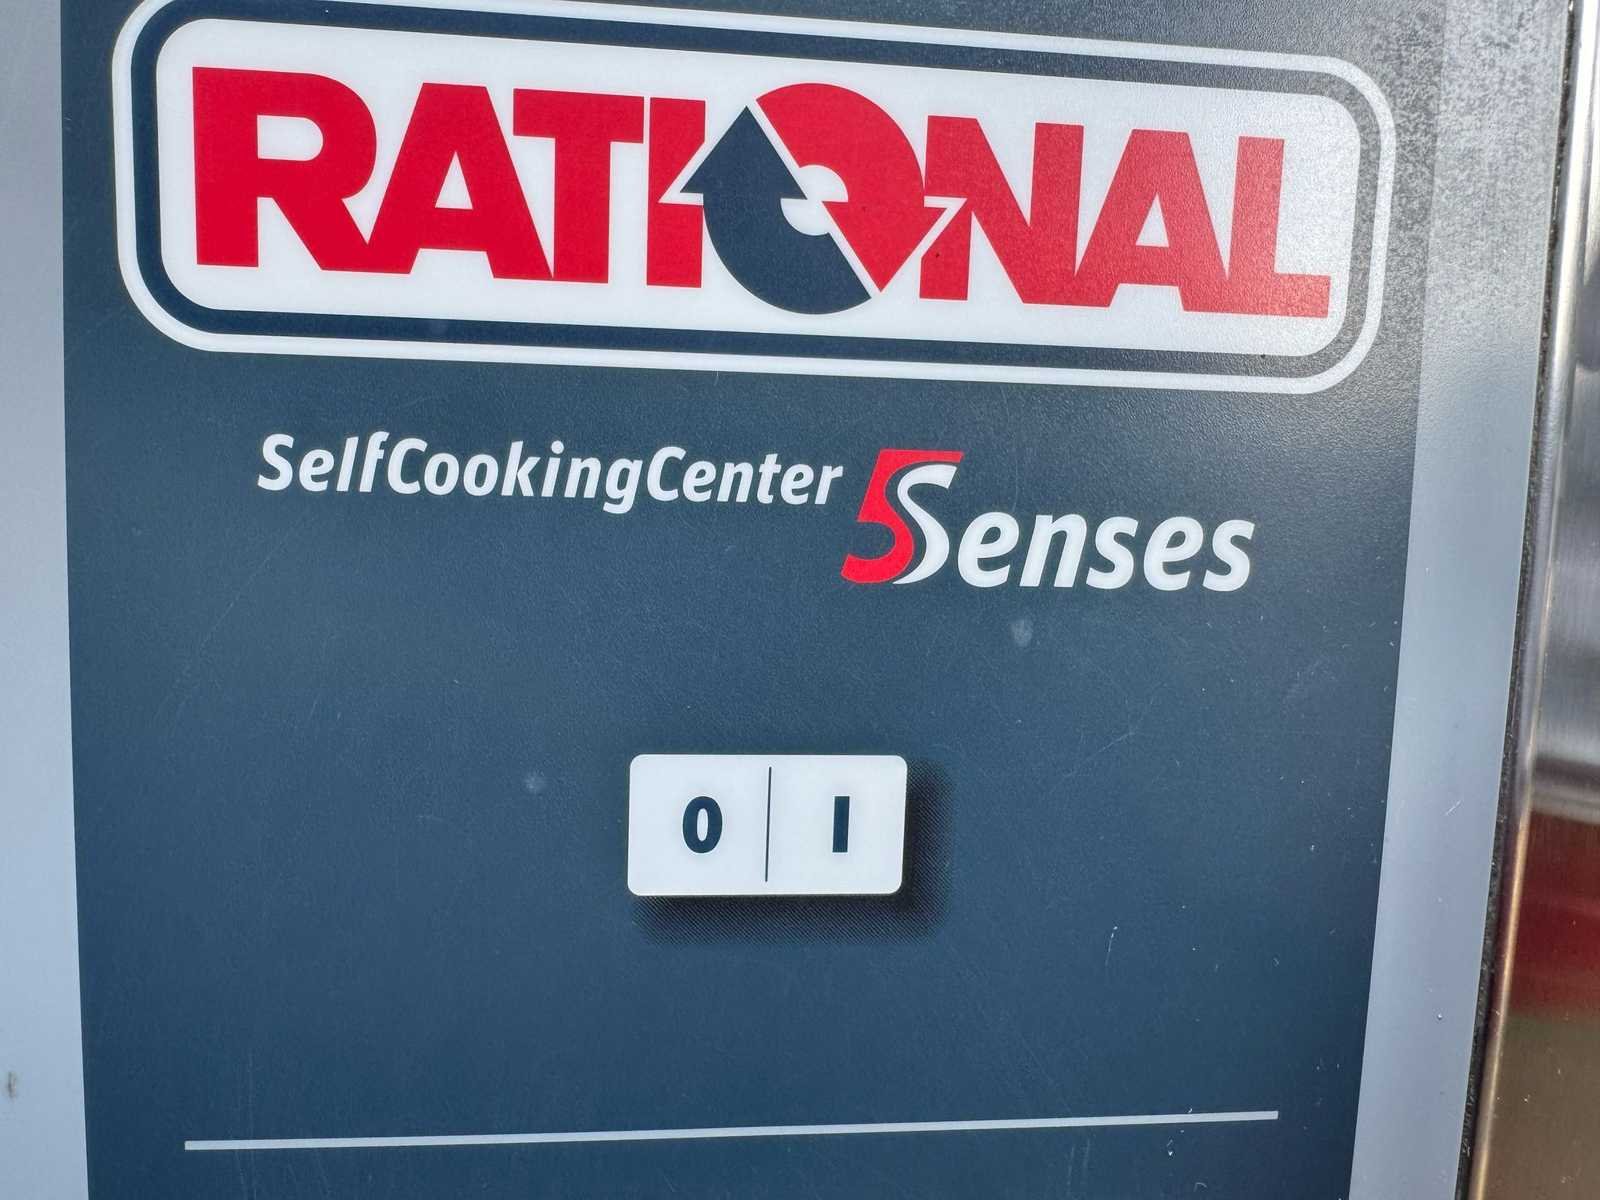 RATIONAL
SelfCookingCenter 5Senses
0 I